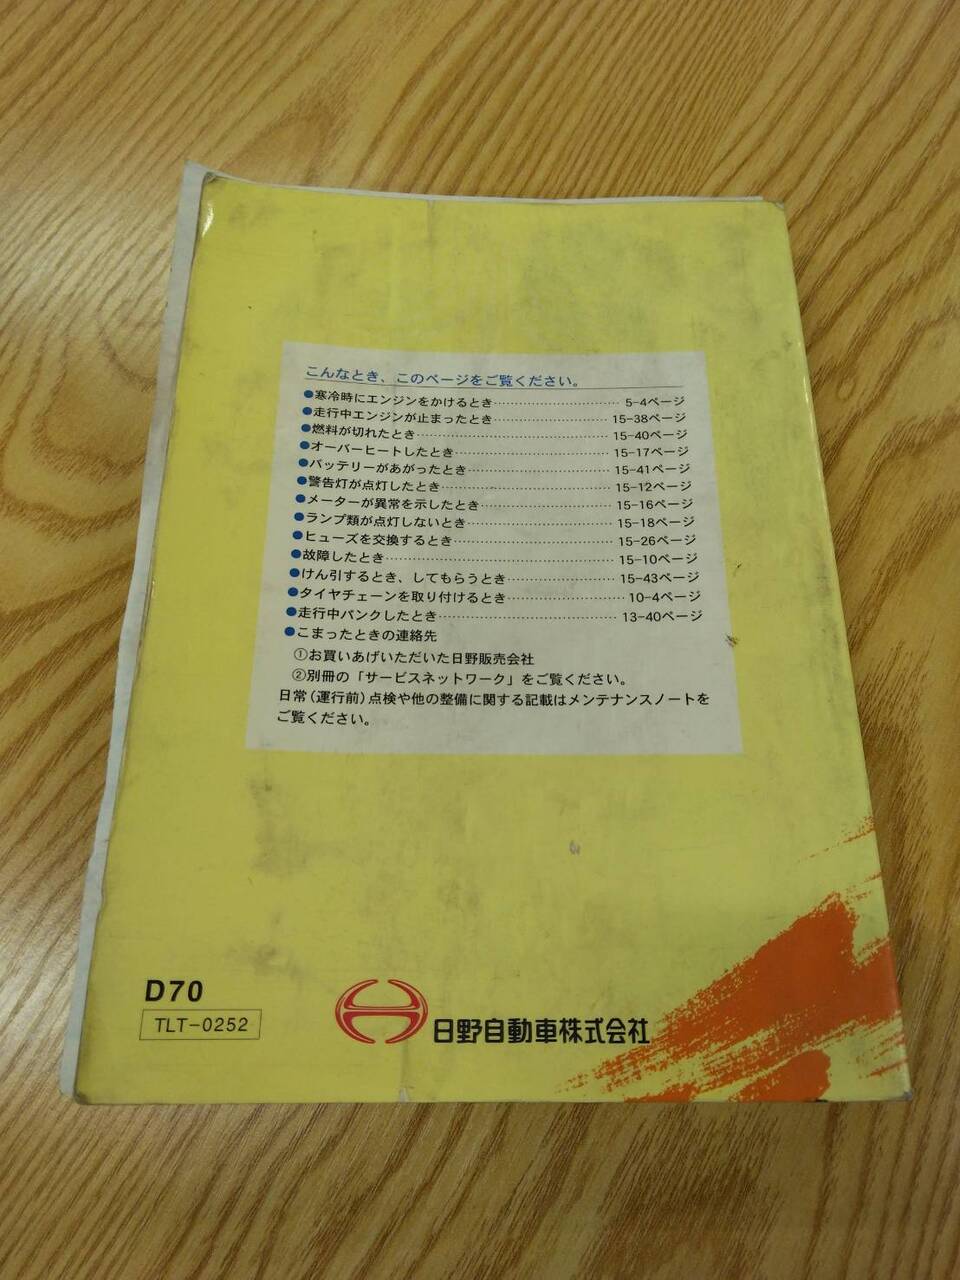 こんなとき、このページをご覧ください。
●寒冷時にエンジンをかけるとき……………………5-4ページ
●走行中エンジンが止まったとき……………………15-38ページ
●燃料が切れたとき……………………15-40ページ
●オーバーヒートしたとき……………………15-17ページ
●バッテリーがあがったとき……………………15-41ページ
●警告灯が点灯したとき……………………15-12ページ
●メーターが異常を示したとき……………………15-16ページ
●ランプ類が点灯しないとき……………………15-18ページ
●ヒューズを交換するとき……………………15-26ページ
●故障したとき……………………15-10ページ
●けん引するとき、してもらうとき……………………15-43ページ
●タイヤチェーンを取り付けるとき……………………10-4ページ
●走行中パンクしたとき……………………13-40ページ
●こまったときの連絡先
①お買いあげいただいた日野販売会社
②別冊の「サービスネットワーク」をご覧ください。
日常(運行前)点検や他の整備に関する記載はメンテナンスノートを
ご覧ください。
D70
TLT-0252
日野自動車株式会社